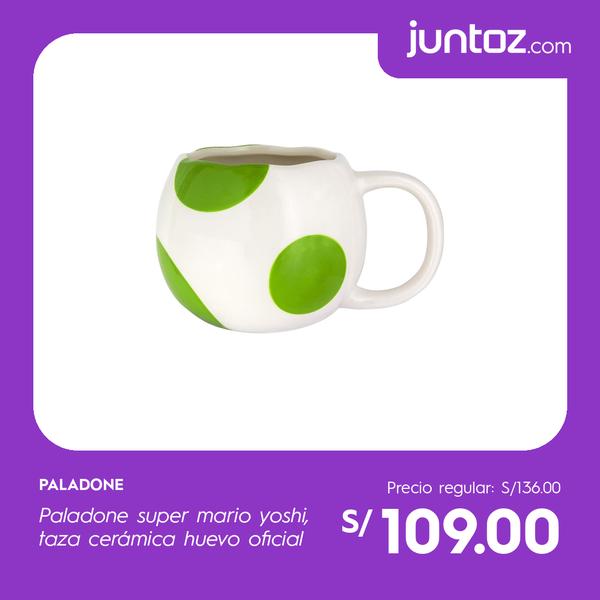 juntoz.com
PALADONE
Paladone super mario yoshi,
taza cerámica huevo oficial
Precio regular: S/136.00
S/109.00